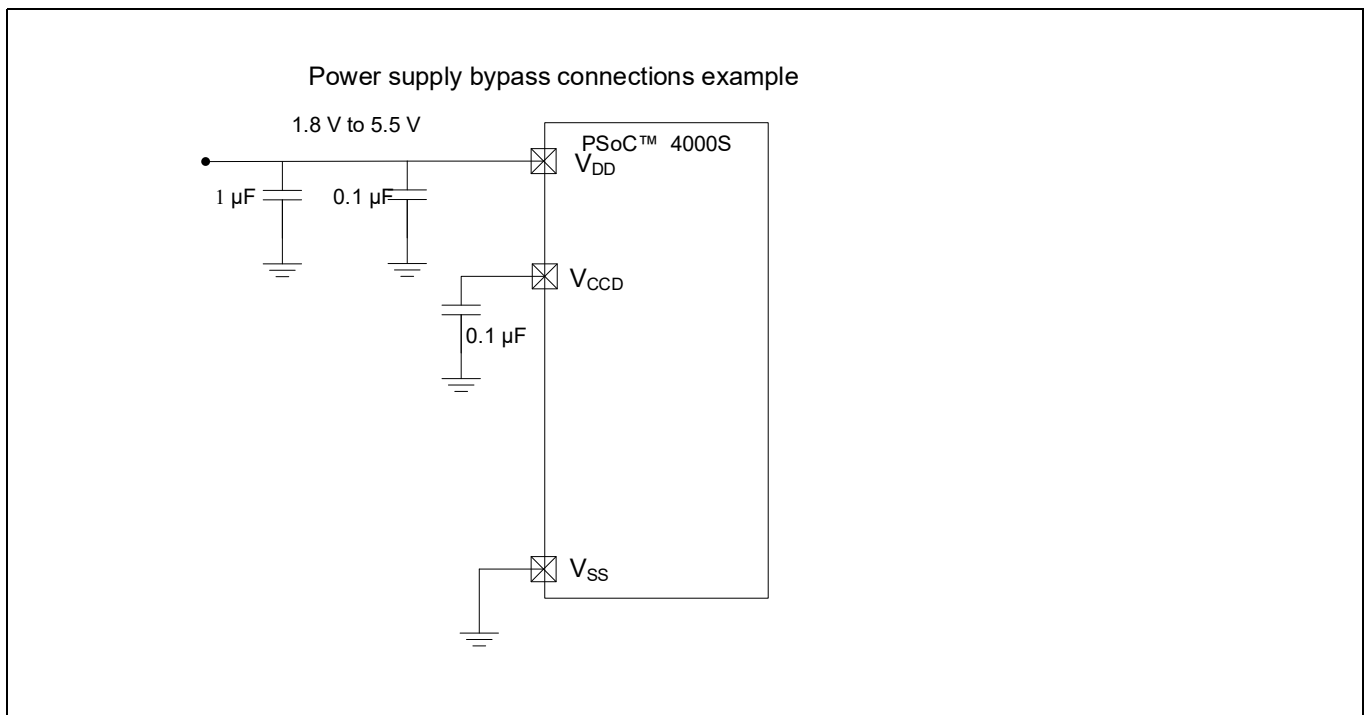 Power supply bypass connections example
1.8 V to 5.5 V
PSoC™ 4000S
VDD
1 µF
0.1 µF
VCCD
0.1 µF
VSS